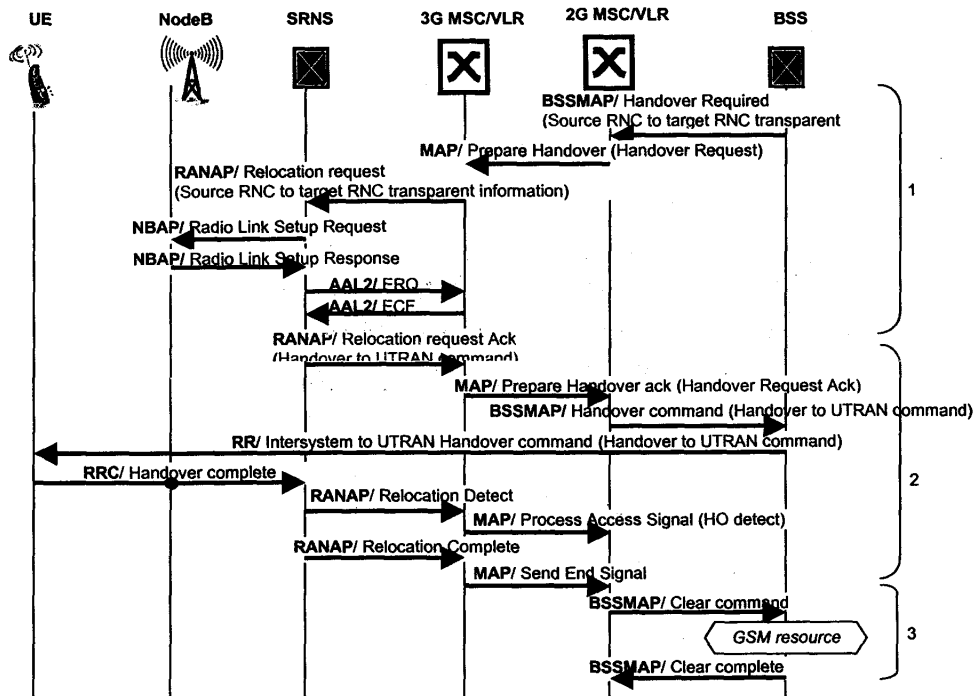 UE NodeB SRNS 3G MSC/VLR 2G MSC/VLR BSS
BSSMAP/ Handover Required
(Source RNC to target RNC transparent
MAP/ Prepare Handover (Handover Request)
RANAP/ Relocation request
(Source RNC to target RNC transparent information)
1
NBAP/ Radio Link Setup Request
NBAP/ Radio Link Setup Response
AAL2/ ERQ
AAL2/ ECF
RANAP/ Relocation request Ack
(Handover to UTRAN command)
MAP/ Prepare Handover ack (Handover Request Ack)
BSSMAP/ Handover command (Handover to UTRAN command)
RR/ Intersystem to UTRAN Handover command (Handover to UTRAN command)
RRC/ Handover complete
2
RANAP/ Relocation Detect
MAP/ Process Access Signal (HO detect)
RANAP/ Relocation Complete
MAP/ Send End Signal
BSSMAP/ Clear command
GSM resource
3
BSSMAP/ Clear complete